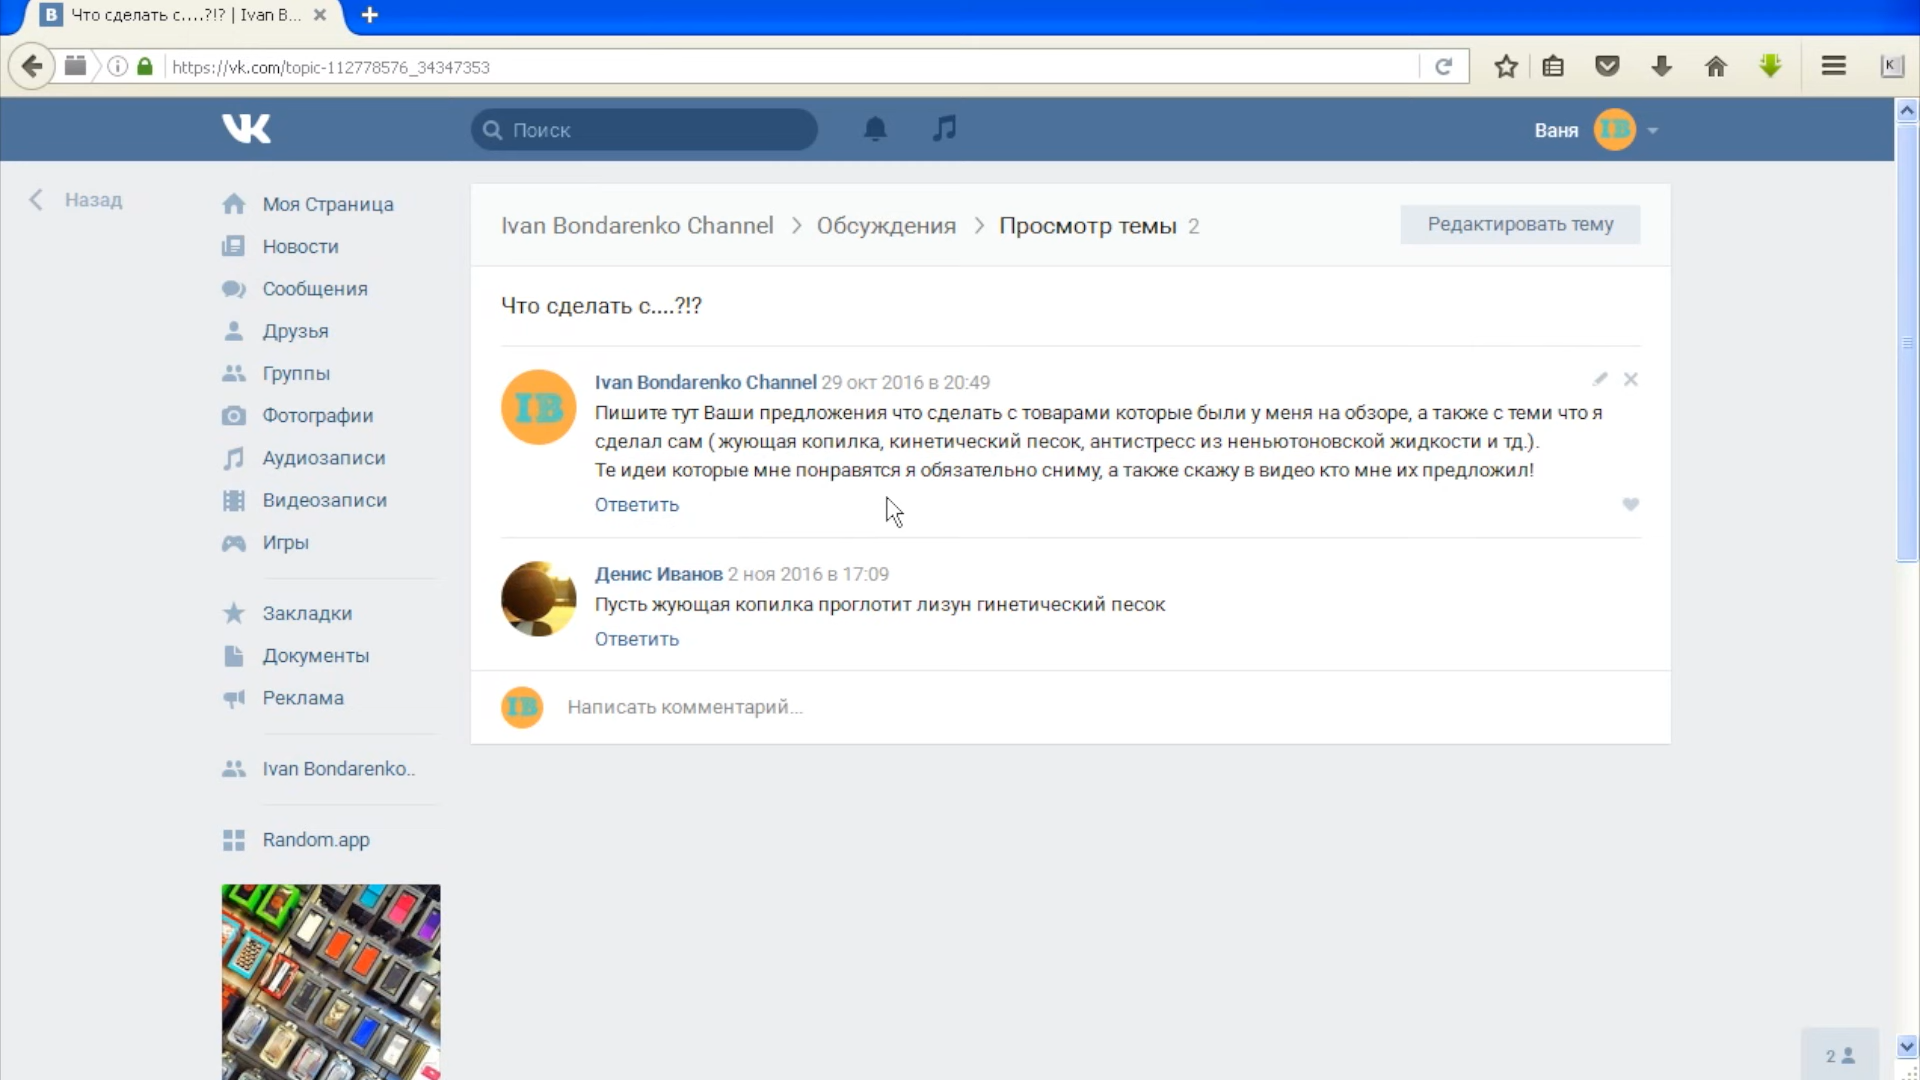 Что сделать с....?!? | Ivan B...
https://vk.com/topic-112778576_34347353
Поиск
Ваня
IB
Назад
Моя Страница
Новости
Сообщения
Друзья
Группы
Фотографии
Аудиозаписи
Видеозаписи
Игры
Закладки
Документы
Реклама
Ivan Bondarenko..
Random.app
Ivan Bondarenko Channel > Обсуждения > Просмотр темы 2
Редактировать тему
Что сделать с....?!?
IB
Ivan Bondarenko Channel 29 окт 2016 в 20:49
Пишите тут Ваши предложения что сделать с товарами которые были у меня на обзоре, а также с теми что я
сделал сам ( жующая копилка, кинетический песок, антистресс из неньютоновской жидкости и тд.).
Те идеи которые мне понравятся я обязательно сниму, а также скажу в видео кто мне их предложил!
Ответить
Денис Иванов 2 ноя 2016 в 17:09
Пусть жующая копилка проглотит лизун гинетический песок
Ответить
IB
Написать комментарий...
2